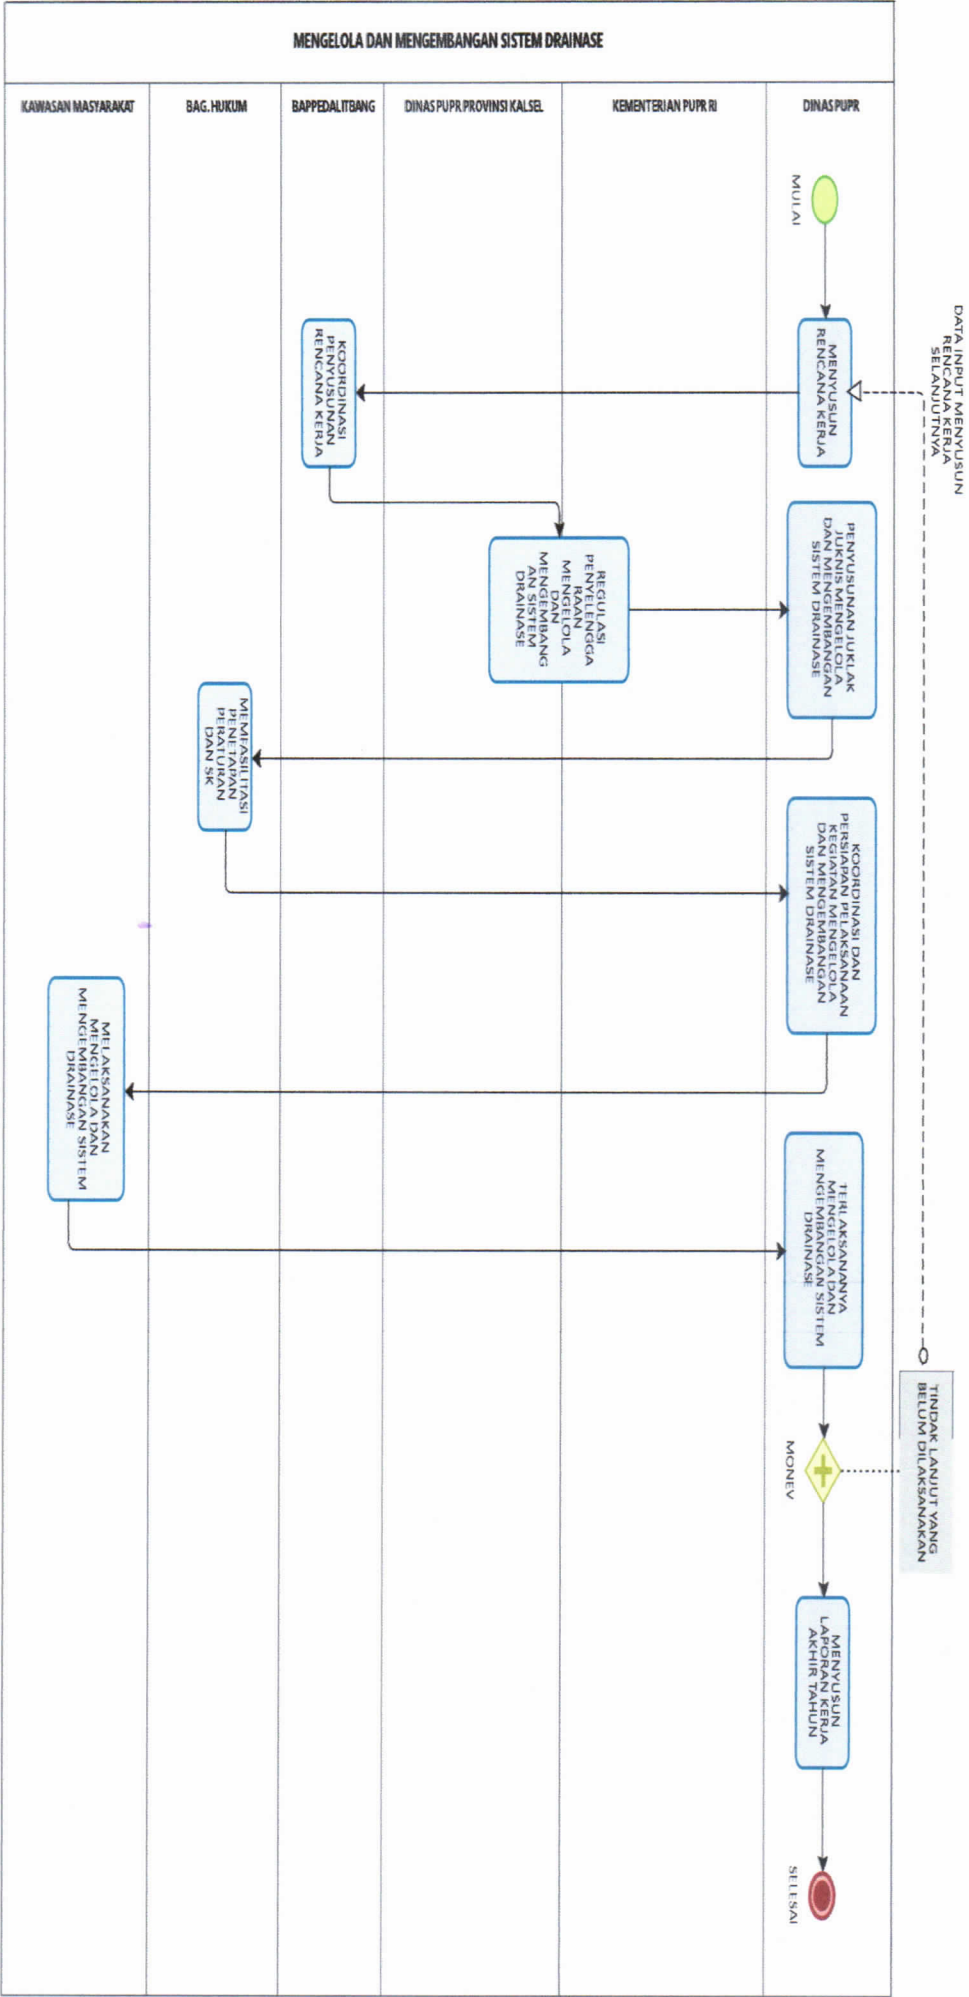 MENGELOLA DAN MENGEMBANGAN SISTEM DRAINASE
KAWASAN MASYARAKAT
BAG. HUKUM
BAPPEDALITBANG
DINAS PUPR PROVINSI KALSEL
KEMENTERIAN PUPR RI
DINAS PUPR
MULAI
MENYUSUN
RENCANA KERJA
DATA INPUT MENYUSUN
RENCANA KERJA
SELANJUTNYA
KOORDINASI
PENYUSUNAN
RENCANA KERJA
REGULASI
PENYELENGGA
RAAN
MENGELOLA
DAN
MENGEMBANG
AN SISTEM
DRAINASE
PENYUSUNAN JUKLAK
JUKNIS MENGELOLA
DAN MENGEMBANGAN
SISTEM DRAINASE
MEMFASILITASI
PENETAPAN
PERATURAN
DAN SK
KOORDINASI DAN
PERSIAPAN PELAKSANAAN
KEGIATAN MENGELOLA
DAN MENGEMBANGAN
SISTEM DRAINASE
MELAKSANAKAN
MENGELOLA DAN
MENGEMBANGAN SISTEM
DRAINASE
TERLAKSANANYA
MENGELOLA DAN
MENGEMBANGAN SISTEM
DRAINASE
MONEV
TINDAK LANJUT YANG
BELUM DILAKSANAKAN
MENYUSUN
LAPORAN KERJA
AKHIR TAHUN
SELESAI